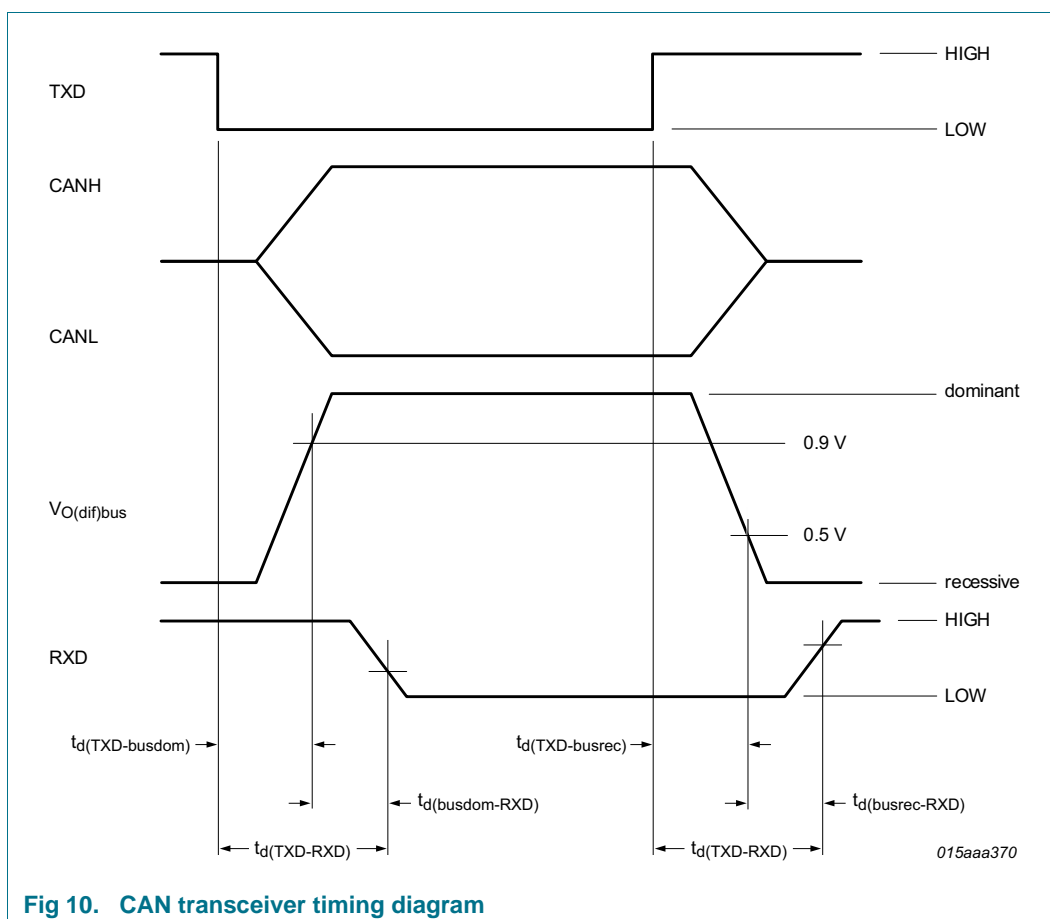 HIGH
TXD
LOW
CANH
CANL
dominant
0.9 V
VO(dif)bus
0.5 V
recessive
HIGH
RXD
LOW
td(TXD-busdom)
td(TXD-busrec)
td(busdom-RXD)
td(busrec-RXD)
td(TXD-RXD)
td(TXD-RXD)
015aaa370
Fig 10. CAN transceiver timing diagram